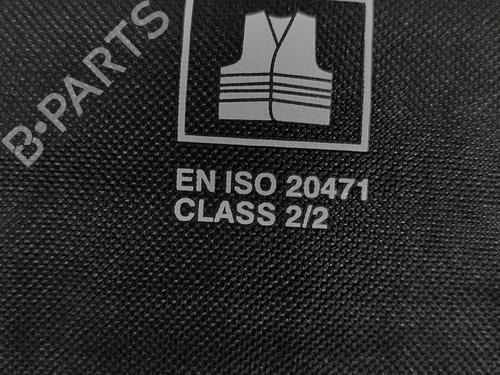 B-PARTS
EN ISO 20471
CLASS 2/2